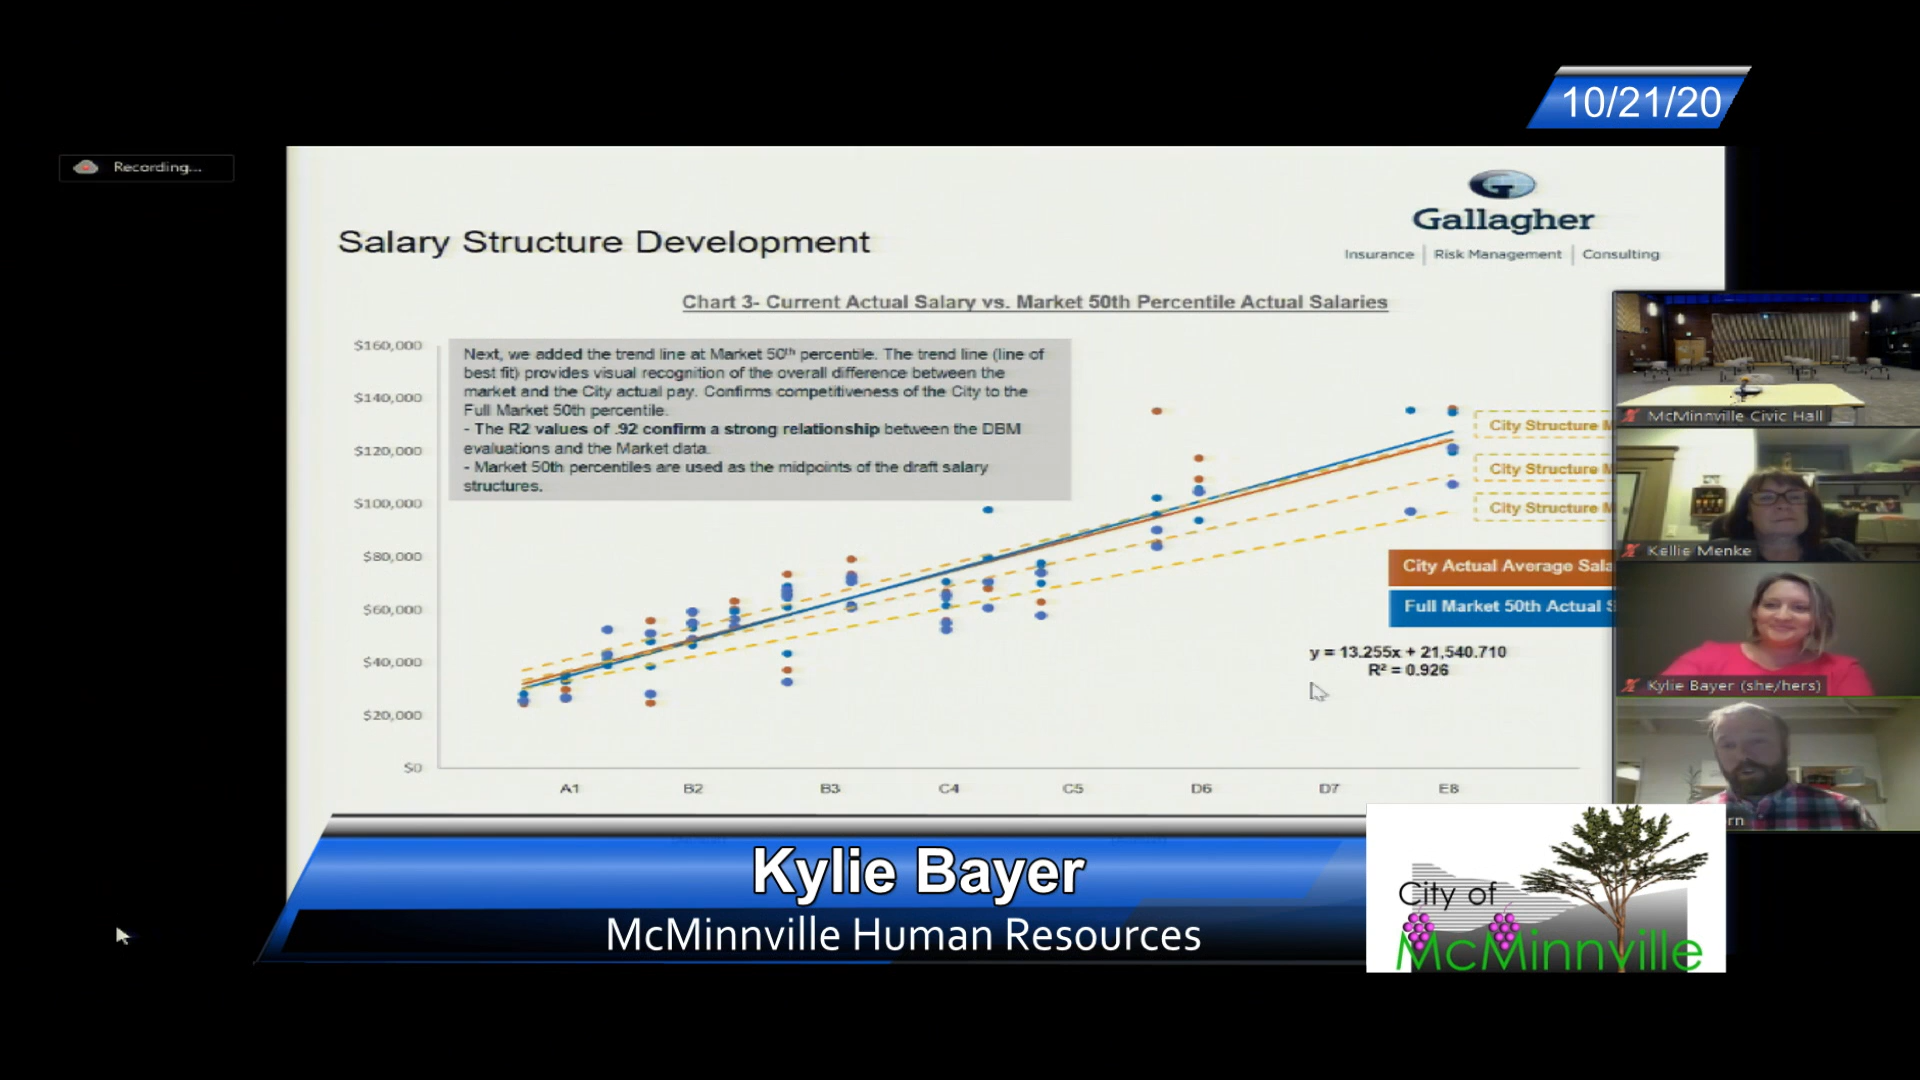 10/21/20
Recording...
Gallagher
Insurance | Risk Management | Consulting
Salary Structure Development
Chart 3- Current Actual Salary vs. Market 50th Percentile Actual Salaries
$160,000
$140,000
$120,000
$100,000
$80,000
$60,000
$40,000
$20,000
$0
Next, we added the trend line at Market 50th percentile. The trend line (line of
best fit) provides visual recognition of the overall difference between the
market and the City actual pay. Confirms competitiveness of the City to the
Full Market 50th percentile.
- The R2 values of .92 confirm a strong relationship between the DBM
evaluations and the Market data.
- Market 50th percentiles are used as the midpoints of the draft salary
structures.
City Structure M
City Structure M
City Structure M
City Actual Average Sala
Full Market 50th Actual S
y = 13.255x + 21,540.710
R² = 0.926
A1 B2 B3 C4 C5 D6 D7 E8
McMinnville Civic Hall
Kellie Menke
Kylie Bayer (she/hers)
rn
Kylie Bayer
McMinnville Human Resources
City of
McMinnville